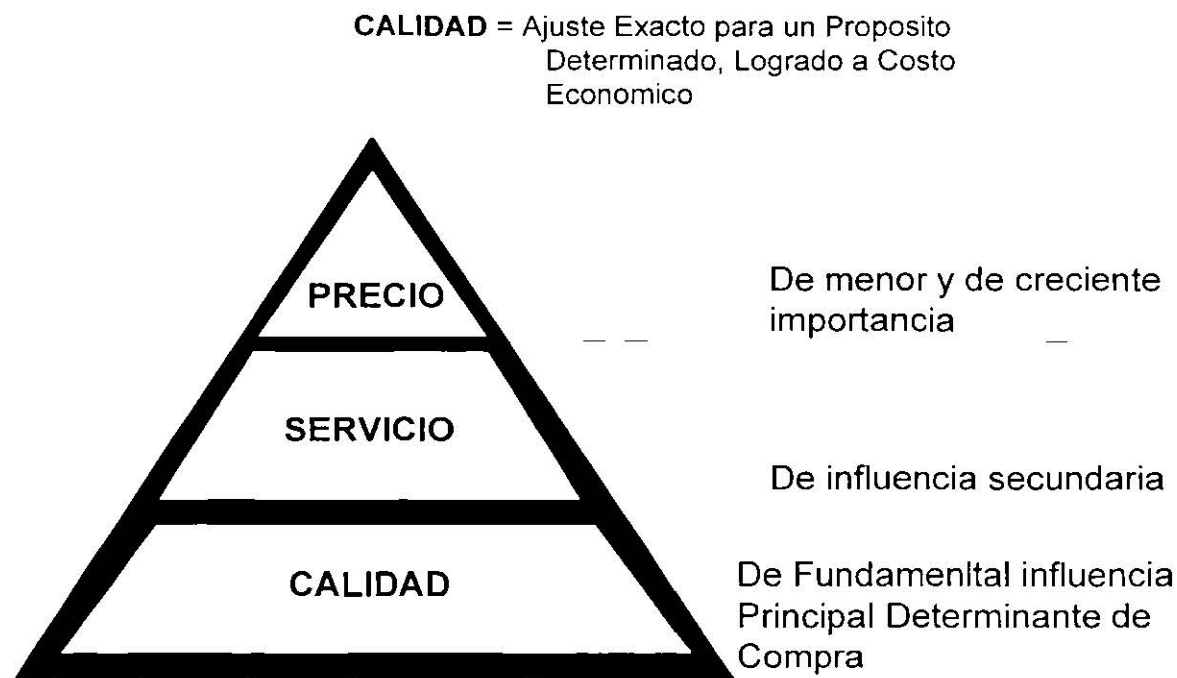 CALIDAD = Ajuste Exacto para un Proposito
Determinado, Logrado a Costo
Economico
PRECIO
De menor y de creciente
importancia
SERVICIO
De influencia secundaria
CALIDAD
De Fundamenltal influencia
Principal Determinante de
Compra